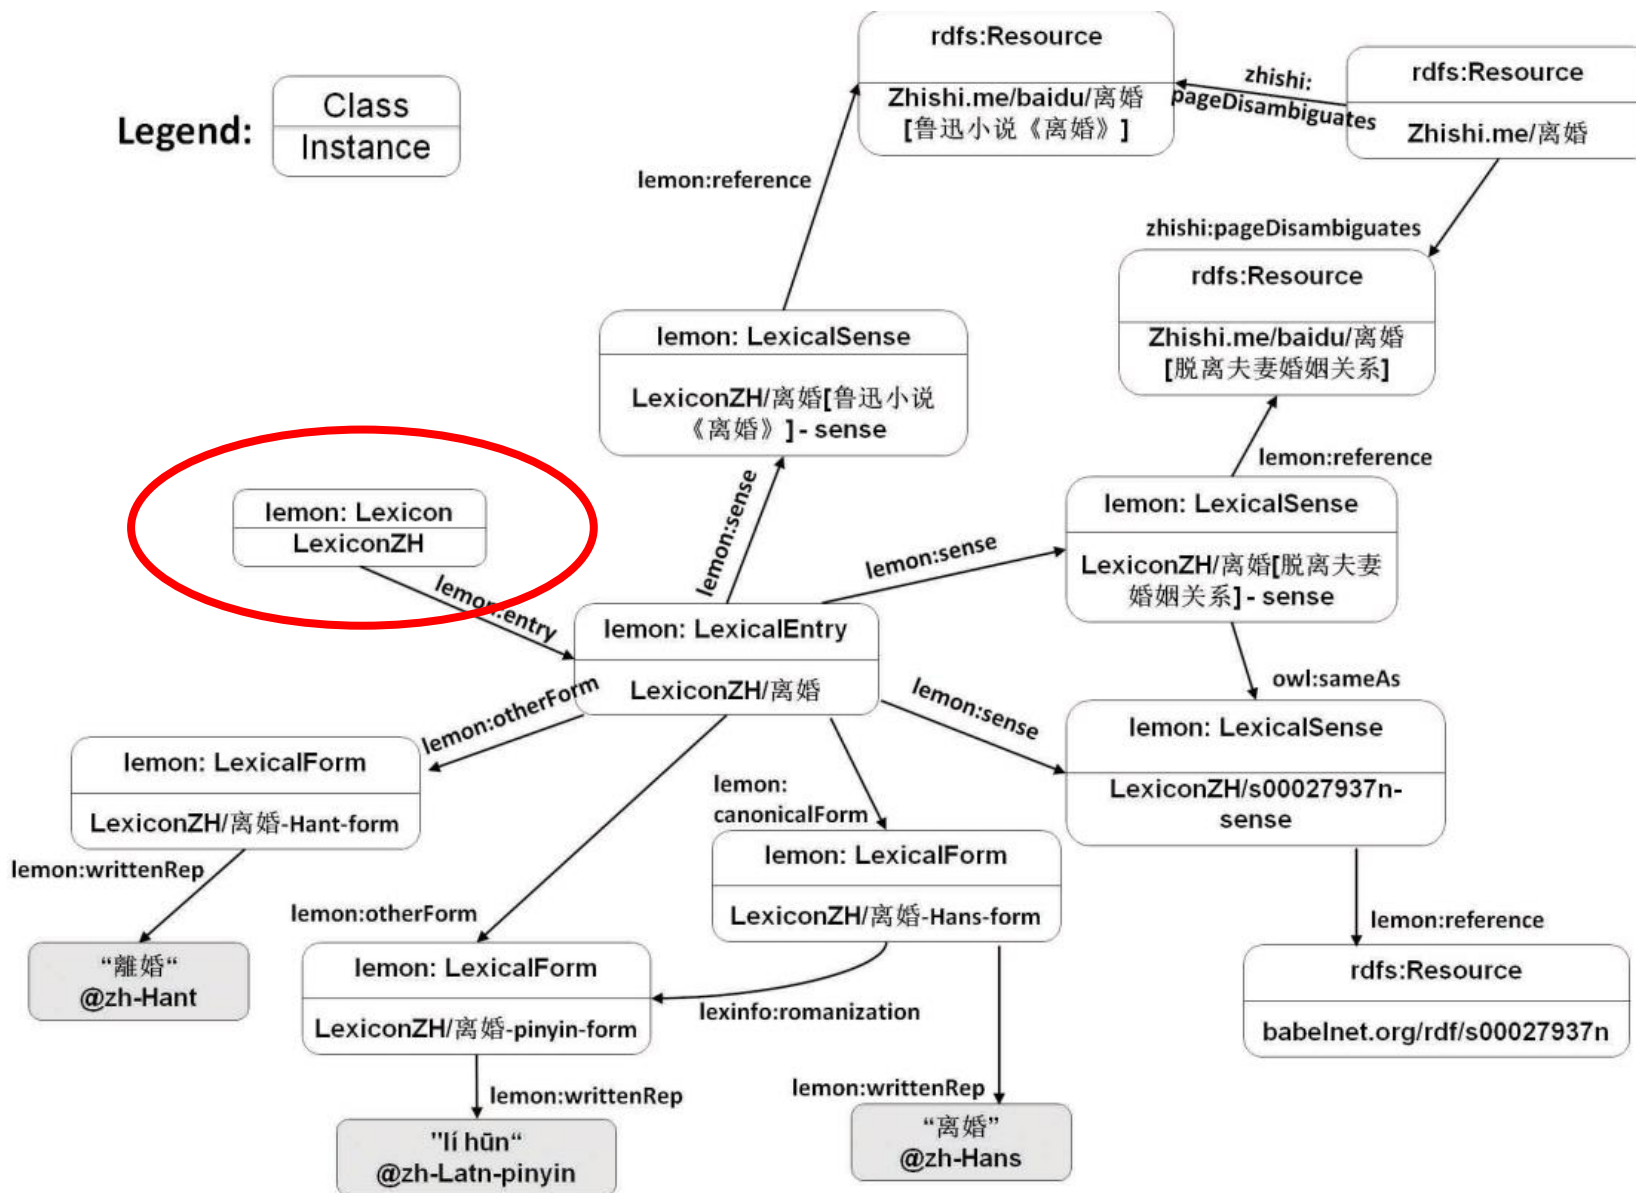 rdfs:Resource
Zhishi.me/baidu/离婚
[鲁迅小说《离婚》]
zhishi:
pageDisambiguates
rdfs:Resource
Zhishi.me/离婚
Legend:
Class
Instance
lemon:reference
zhishi:pageDisambiguates
rdfs:Resource
Zhishi.me/baidu/离婚
[脱离夫妻婚姻关系]
lemon: LexicalSense
LexiconZH/离婚[鲁迅小说
《离婚》] - sense
lemon:reference
lemon: Lexicon
LexiconZH
lemon:entry
lemon:sense
lemon:sense
lemon: LexicalSense
LexiconZH/离婚[脱离夫妻
婚姻关系] - sense
lemon: LexicalEntry
LexiconZH/离婚
owl:sameAs
lemon:otherForm
lemon:sense
lemon: LexicalSense
LexiconZH/s00027937n-
sense
lemon: LexicalForm
LexiconZH/离婚-Hant-form
lemon:
canonicalForm
lemon: LexicalForm
LexiconZH/离婚-Hans-form
lemon:writtenRep
lemon:otherForm
lemon:reference
“離婚“
@zh-Hant
lemon: LexicalForm
LexiconZH/离婚-pinyin-form
lexinfo:romanization
rdfs:Resource
babelnet.org/rdf/s00027937n
lemon:writtenRep
lemon:writtenRep
"lí hūn“
@zh-Latn-pinyin
“离婚”
@zh-Hans